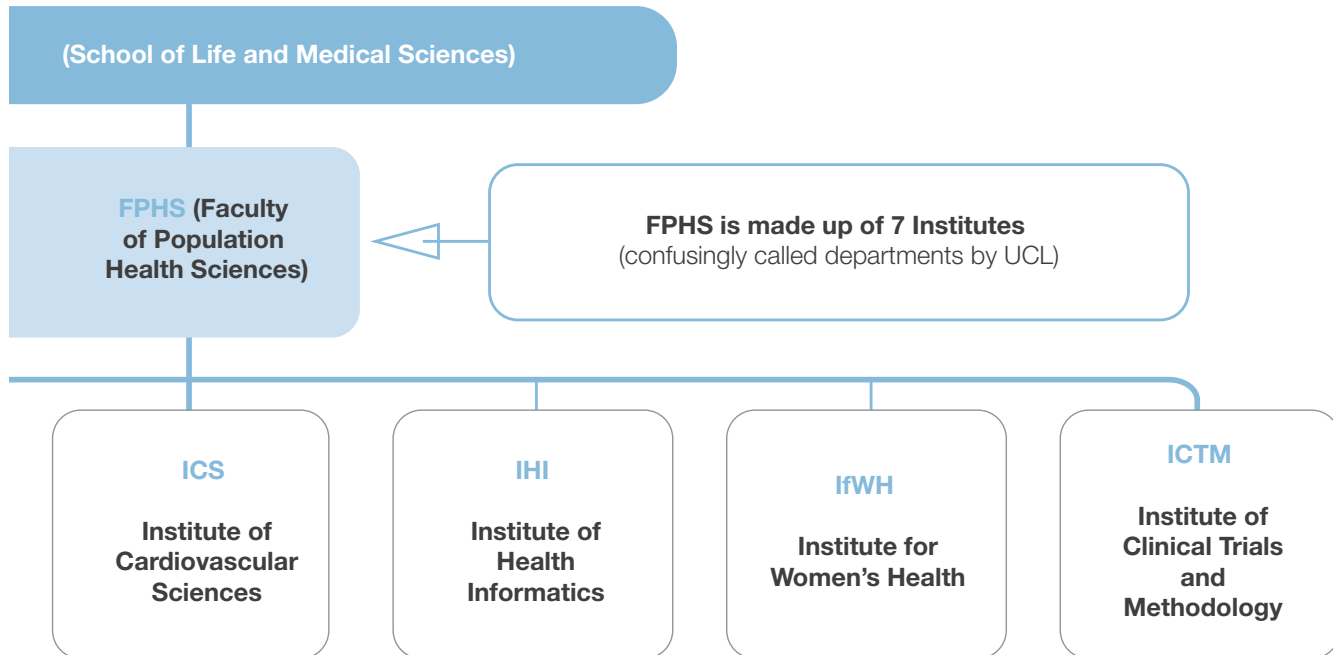 (School of Life and Medical Sciences)
FPHS (Faculty
of Population
Health Sciences)
FPHS is made up of 7 Institutes
(confusingly called departments by UCL)
ICS
Institute of
Cardiovascular
Sciences
IHI
Institute of
Health
Informatics
IfWH
Institute for
Women’s Health
ICTM
Institute of
Clinical Trials
and
Methodology